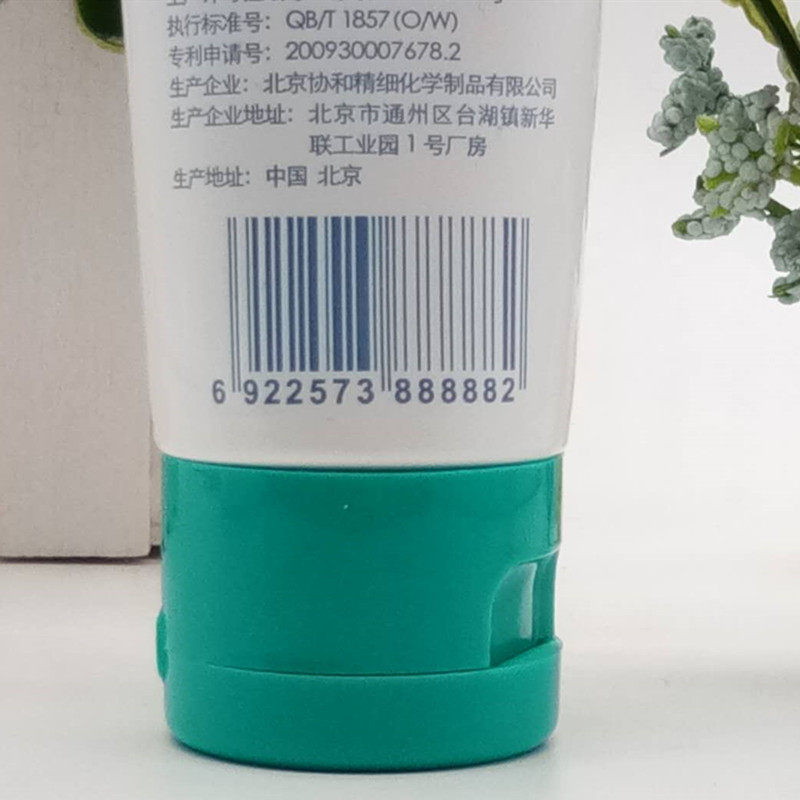 执行标准号：QB/T 1857(O/W)
专利申请号：200930007678.2
生产企业：北京协和精细化学制品有限公司
生产企业地址：北京市通州区台湖镇新华
联工业园1号厂房
生产地址：中国 北京
6 922573 888882